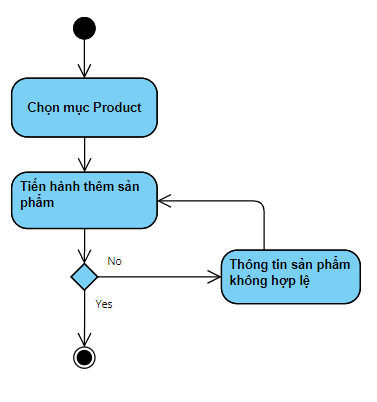 Chọn mục Product
Tiến hành thêm sản
phẩm
No
Thông tin sản phẩm
không hợp lệ
Yes